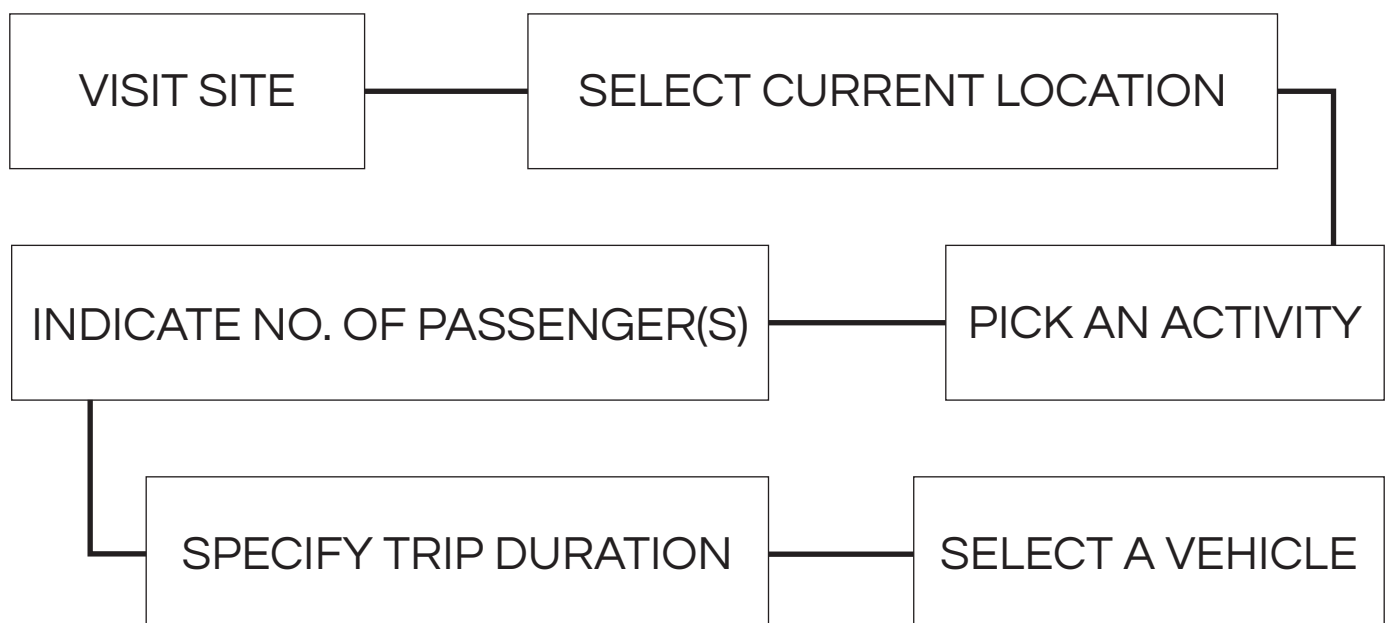 VISIT SITE
SELECT CURRENT LOCATION
PICK AN ACTIVITY
INDICATE NO. OF PASSENGER(S)
SPECIFY TRIP DURATION
SELECT A VEHICLE